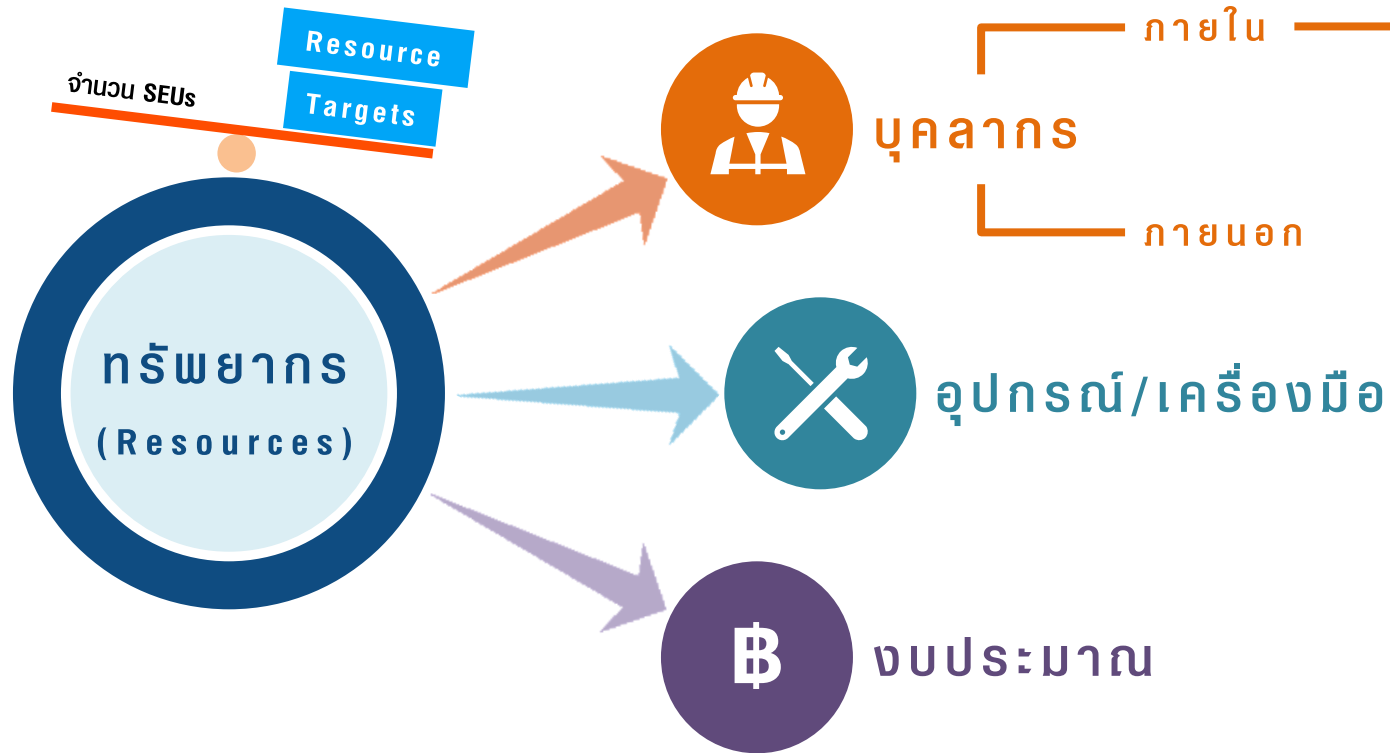 Resource
Targets
จำนวน SEUs
ทรัพยากร
(Resources)
ภายใน
บุคลากร
ภายนอก
อุปกรณ์/เครื่องมือ
฿
งบประมาณ